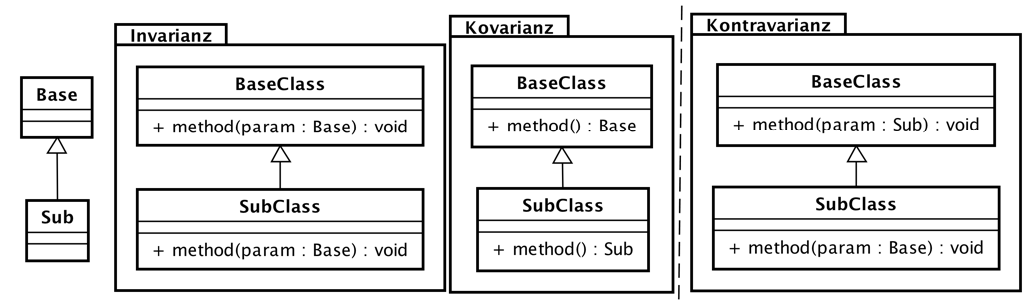 Base
Sub
Invarianz
BaseClass
+ method(param : Base) : void
SubClass
+ method(param : Base) : void
Kovarianz
BaseClass
+ method() : Base
SubClass
+ method() : Sub
Kontravarianz
BaseClass
+ method(param : Sub) : void
SubClass
+ method(param : Base) : void